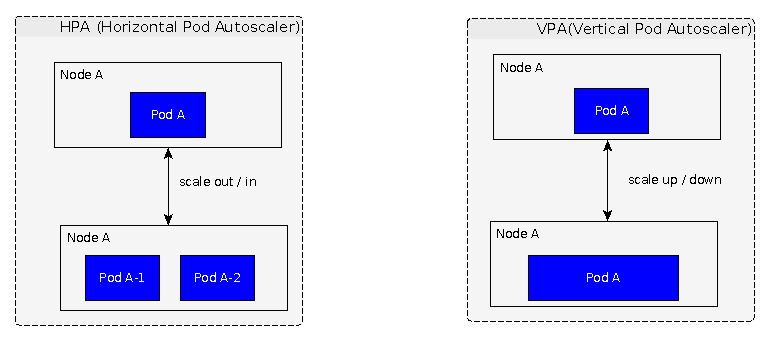 HPA (Horizontal Pod Autoscaler)
Node A
Pod A
scale out / in
Node A
Pod A-1
Pod A-2
VPA(Vertical Pod Autoscaler)
Node A
Pod A
scale up / down
Node A
Pod A